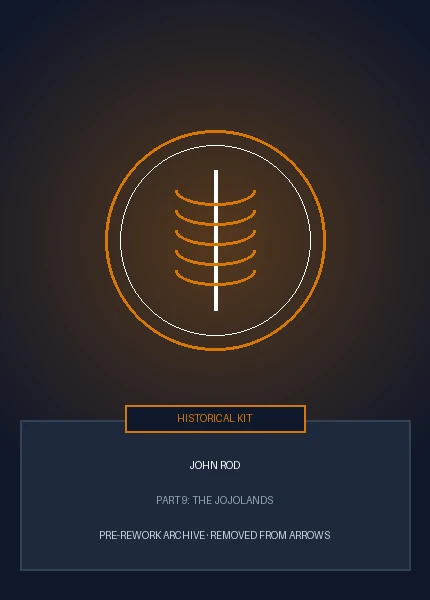 HISTORICAL KIT
JOHN ROD
PART 9: THE JOJOLANDS
PRE-REWORK ARCHIVE · REMOVED FROM ARROWS